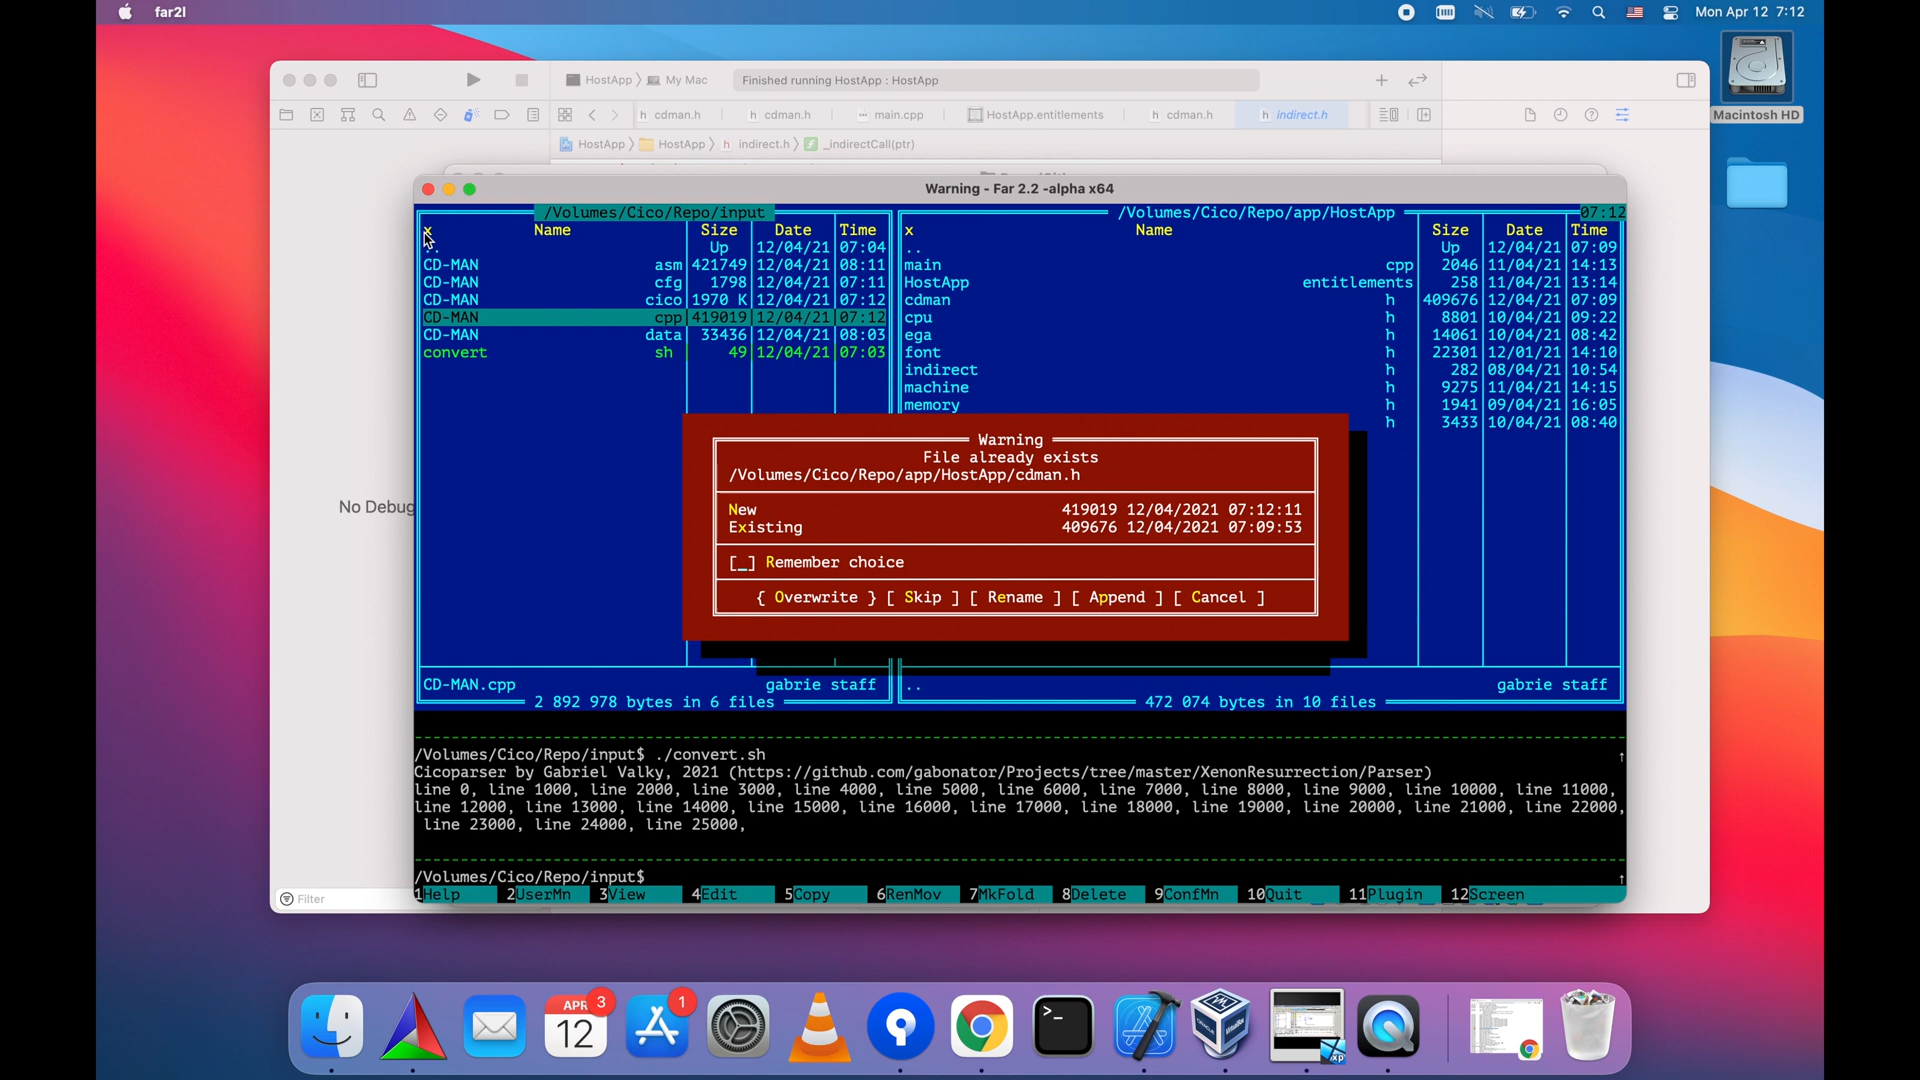 far2l
Mon Apr 12 7:12
HostApp
My Mac
Finished running HostApp : HostApp
h cdman.h
h cdman.h
main.cpp
HostApp.entitlements
h cdman.h
h indirect.h
HostApp
HostApp
h indirect.h
_indirectCall(ptr)
Macintosh HD
No Debug
Filter
Warning - Far 2.2 -alpha x64
/Volumes/Cico/Repo/input
x Name Size Date Time
.. Up 12/04/21 07:04
CD-MAN asm 421749 12/04/21 08:11
CD-MAN cfg 1798 12/04/21 07:11
CD-MAN cico 1970 K 12/04/21 07:12
CD-MAN cpp 419019 12/04/21 07:12
CD-MAN data 33436 12/04/21 08:03
convert sh 49 12/04/21 07:03
CD-MAN.cpp gabrie staff
2 892 978 bytes in 6 files
/Volumes/Cico/Repo/app/HostApp 07:12
x Name Size Date Time
.. Up 12/04/21 07:09
main cpp 2046 11/04/21 14:13
HostApp entitlements 258 11/04/21 13:14
cdman h 409676 12/04/21 07:09
cpu h 8801 10/04/21 09:22
ega h 14061 10/04/21 08:42
font h 22301 12/01/21 14:10
indirect h 282 08/04/21 10:54
machine h 9275 11/04/21 14:15
memory h 1941 09/04/21 16:05
h 3433 10/04/21 08:40
.. gabrie staff
472 074 bytes in 10 files
Warning
File already exists
/Volumes/Cico/Repo/app/HostApp/cdman.h
New 419019 12/04/2021 07:12:11
Existing 409676 12/04/2021 07:09:53
[_] Remember choice
{ Overwrite } [ Skip ] [ Rename ] [ Append ] [ Cancel ]
/Volumes/Cico/Repo/input$ ./convert.sh
Cicoparser by Gabriel Valky, 2021 (https://github.com/gabonator/Projects/tree/master/XenonResurrection/Parser)
line 0, line 1000, line 2000, line 3000, line 4000, line 5000, line 6000, line 7000, line 8000, line 9000, line 10000, line 11000,
line 12000, line 13000, line 14000, line 15000, line 16000, line 17000, line 18000, line 19000, line 20000, line 21000, line 22000,
line 23000, line 24000, line 25000,
/Volumes/Cico/Repo/input$
1Help 2UserMn 3View 4Edit 5Copy 6RenMov 7MkFold 8Delete 9ConfMn 10Quit 11Plugin 12Screen
APR 3
12
1
>_
xp